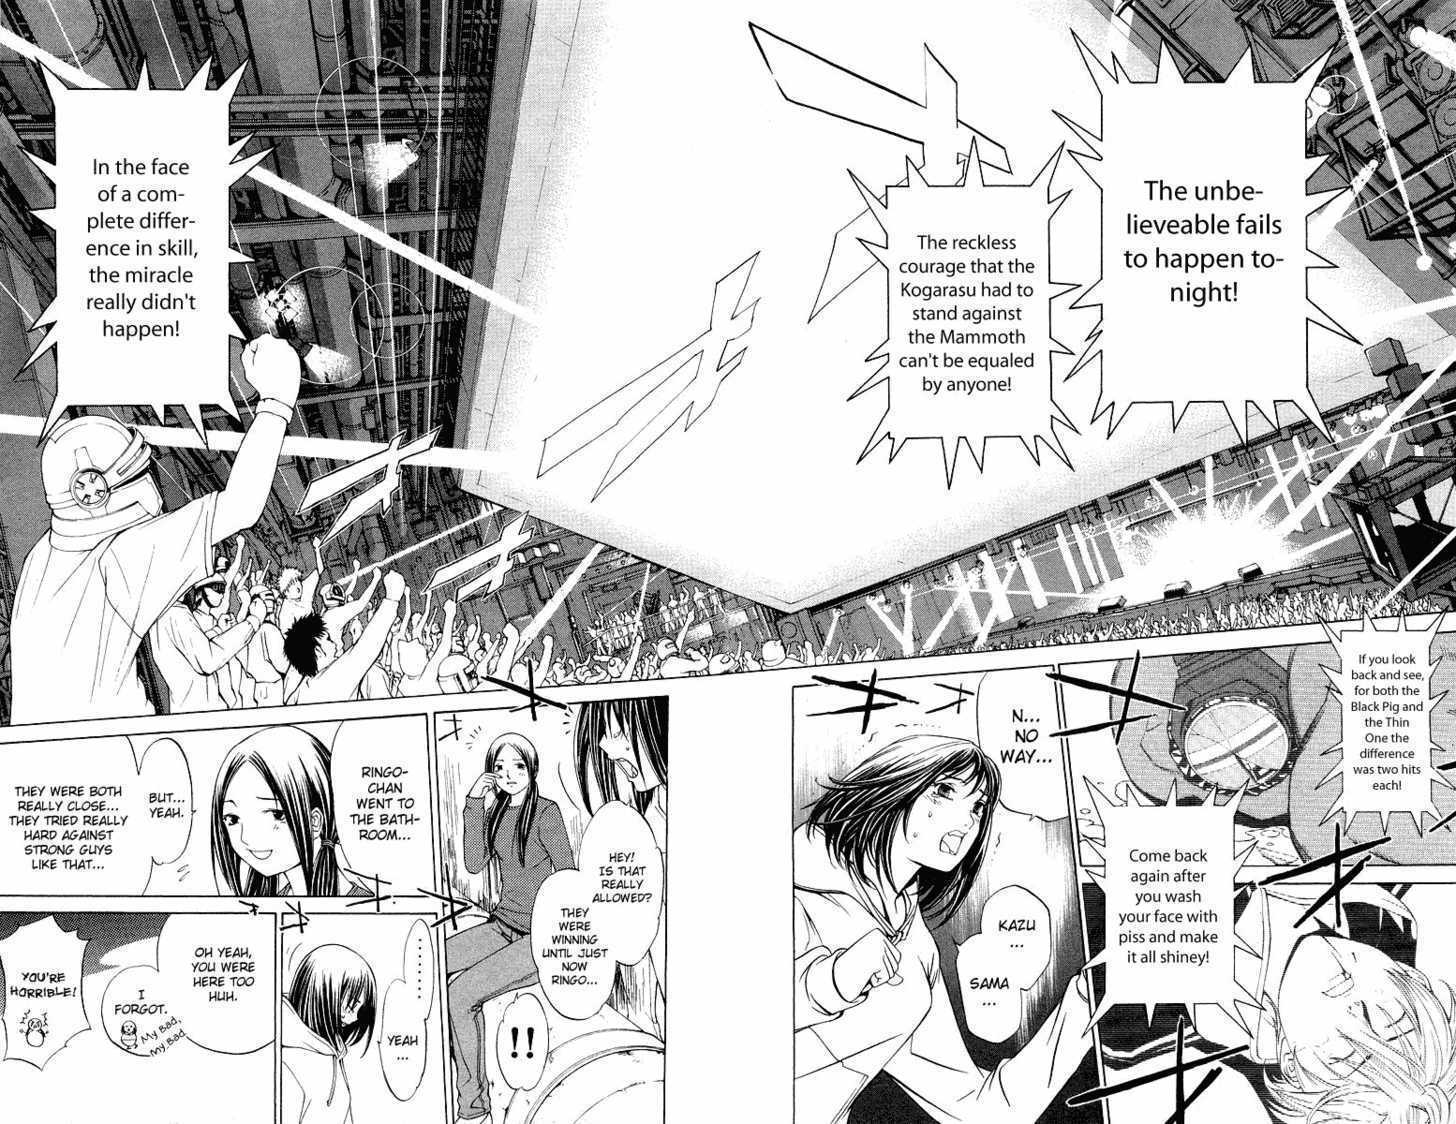 The unbe-
lieveable fails
to happen to-
night!
The reckless
courage that the
Kogarasu had to
stand against
the Mammoth
can't be equaled
by anyone!
In the face
of a com-
plete differ-
ence in skill,
the miracle
really didn't
happen!
If you look
back and see,
for both the
Black Pig and
the Thin
One the
difference
was two hits
each!
Come back
again after
you wash
your face with
piss and make
it all shiney!
N...
NO
WAY...
KAZU
...
SAMA
...
HEY!
IS THAT
REALLY
ALLOWED?
THEY
WERE
WINNING
UNTIL JUST
NOW
RINGO...
!!
RINGO-
CHAN
WENT TO
THE BATH-
ROOM...
BUT...
YEAH.
THEY WERE BOTH
REALLY CLOSE...
THEY TRIED REALLY
HARD AGAINST
STRONG GUYS
LIKE THAT...
........
YEAH
...
OH YEAH,
YOU WERE
HERE TOO
HUH.
I
FORGOT.
My Bad,
My Bad.
YOU'RE
HORRIBLE!